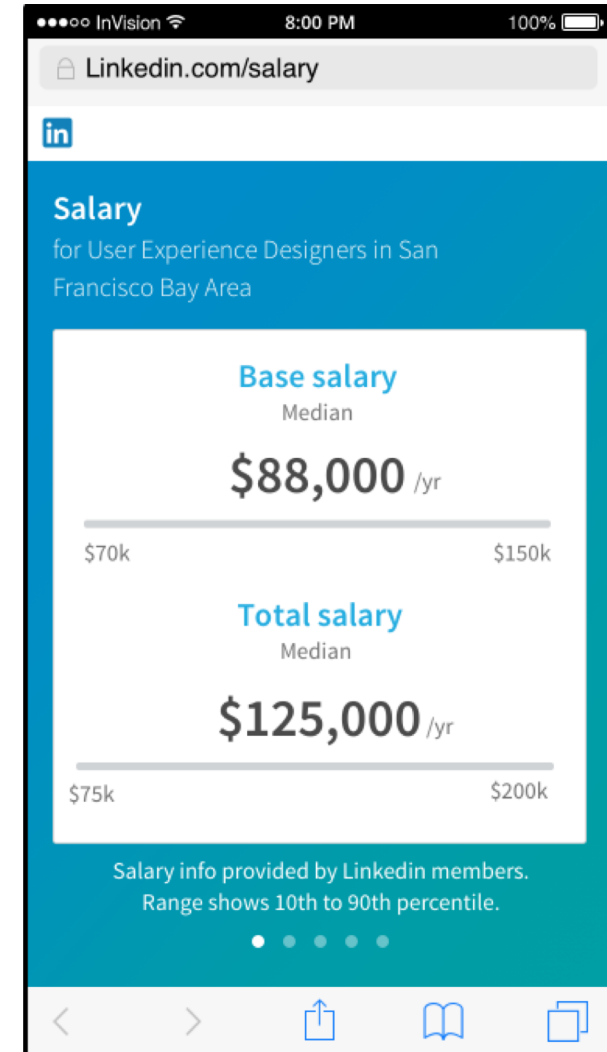 InVision 8:00 PM 100%
Linkedin.com/salary
in
Salary
for User Experience Designers in San
Francisco Bay Area
Base salary
Median
$88,000 /yr
$70k $150k
Total salary
Median
$125,000 /yr
$75k $200k
Salary info provided by Linkedin members.
Range shows 10th to 90th percentile.